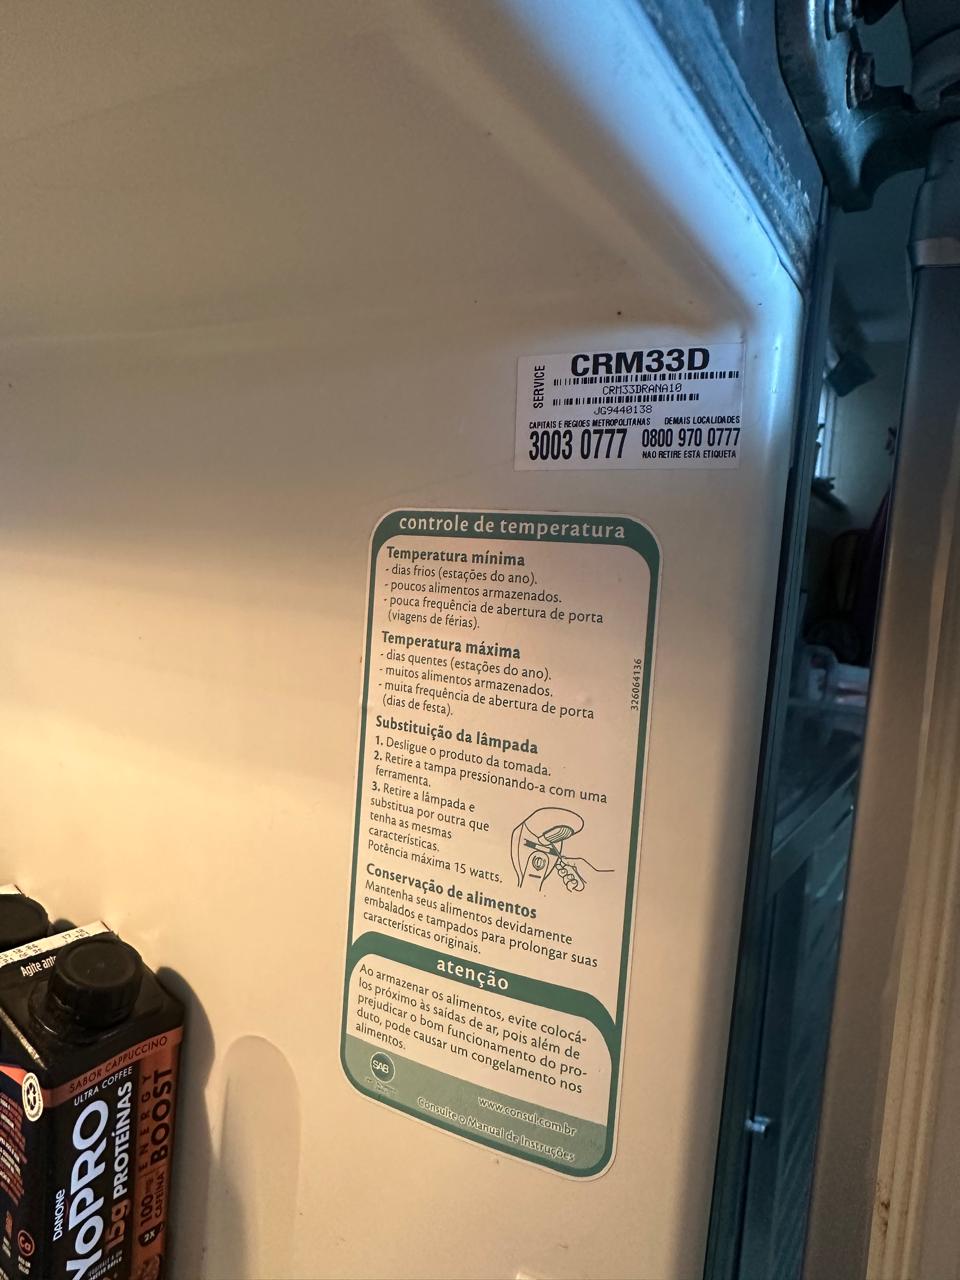 CRM33D
SERVICE
CRM33DRANA10
JG9440138
CAPITAIS E REGIOES METROPOLITANAS DEMAIS LOCALIDADES
3003 0777 0800 970 0777
NAO RETIRE ESTA ETIQUETA
controle de temperatura
Temperatura mínima
- dias frios (estações do ano).
- poucos alimentos armazenados.
- pouca frequência de abertura de porta
(viagens de férias).
Temperatura máxima
- dias quentes (estações do ano).
- muitos alimentos armazenados.
- muita frequência de abertura de porta
(dias de festa).
326064136
Substituição da lâmpada
1. Desligue o produto da tomada.
2. Retire a tampa pressionando-a com uma
ferramenta.
3. Retire a lâmpada e
substitua por outra que
tenha as mesmas
características.
Potência máxima 15 watts.
Conservação de alimentos
Mantenha seus alimentos devidamente
embalados e tampados para prolongar suas
características originais.
atenção
Ao armazenar os alimentos, evite colocá-
los próximo às saídas de ar, pois além de
prejudicar o bom funcionamento do pro-
duto, pode causar um congelamento nos
alimentos.
SAB
www.consul.com.br
Consulte o Manual de Instruções
Agite
SABOR CAPPUCCINO
ULTRA COFFEE
DANONE
YoPRO
15g PROTEÍNAS
ENERGY
BOOST
100mg
CAFEÍNA
2X
Ca